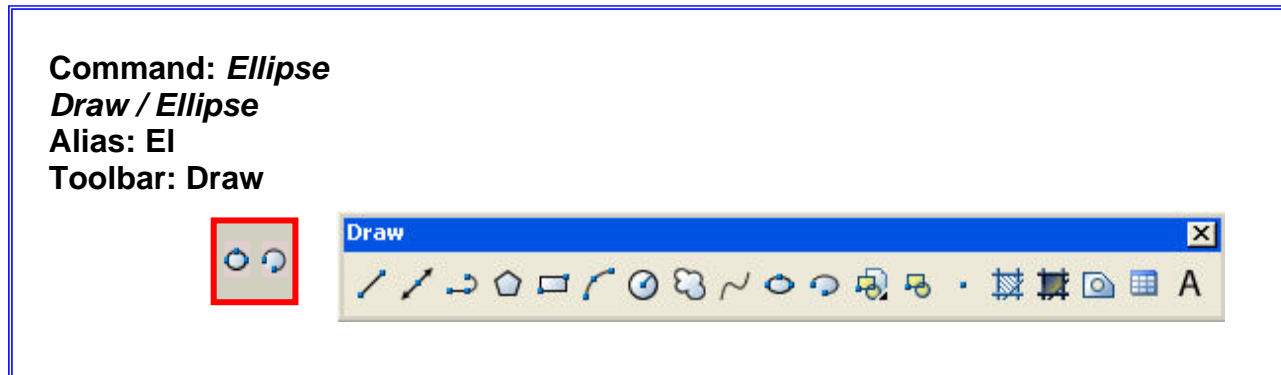 Command: Ellipse
Draw / Ellipse
Alias: El
Toolbar: Draw
Draw
A